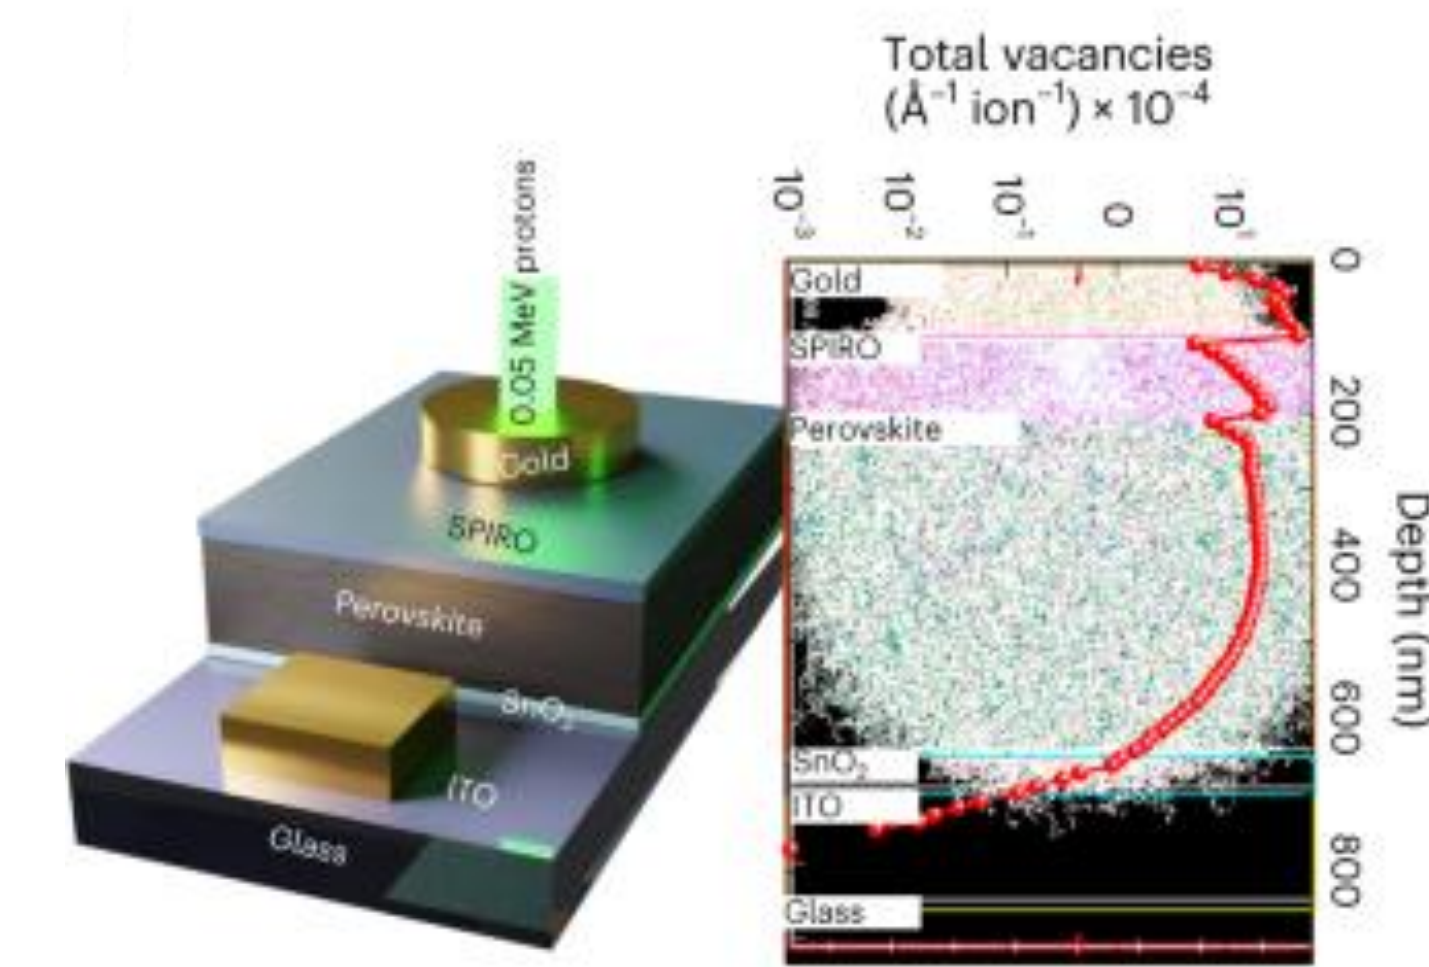 Total vacancies
(Å⁻¹ ion⁻¹) × 10⁻⁴
10⁻³ 10⁻² 10⁻¹ 0 10¹
0.05 MeV protons
Gold
SPIRO
Perovskite
SnO₂
ITO
Glass
Gold
SPIRO
Perovskite
SnO₂
ITO
Glass
0
200
400
600
800
Depth (nm)